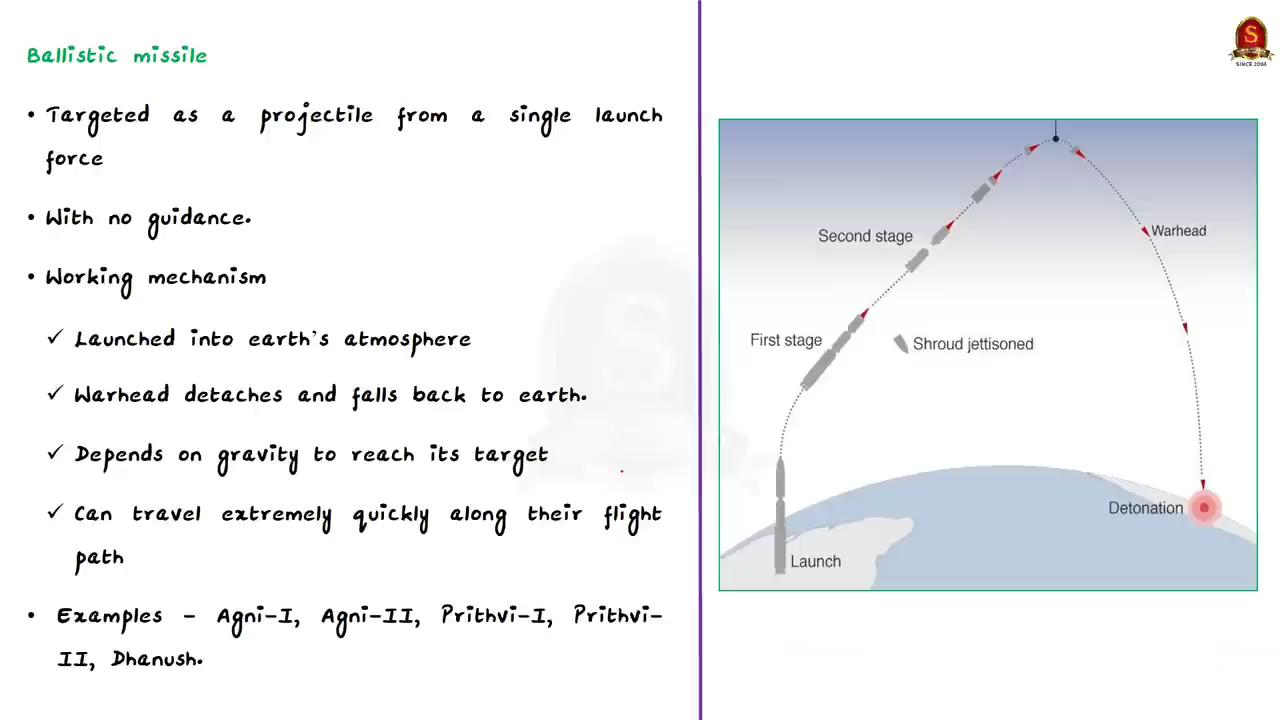 Ballistic missile
• Targeted as a projectile from a single launch
force
• With no guidance.
• Working mechanism
✓ Launched into earth's atmosphere
✓ Warhead detaches and falls back to earth.
✓ Depends on gravity to reach its target
✓ Can travel extremely quickly along their flight
path
• Examples - Agni-I, Agni-II, Prithvi-I, Prithvi-
II, Dhanush.
S
SINCE 2004
Second stage
Warhead
First stage
Shroud jettisoned
Detonation
Launch
S